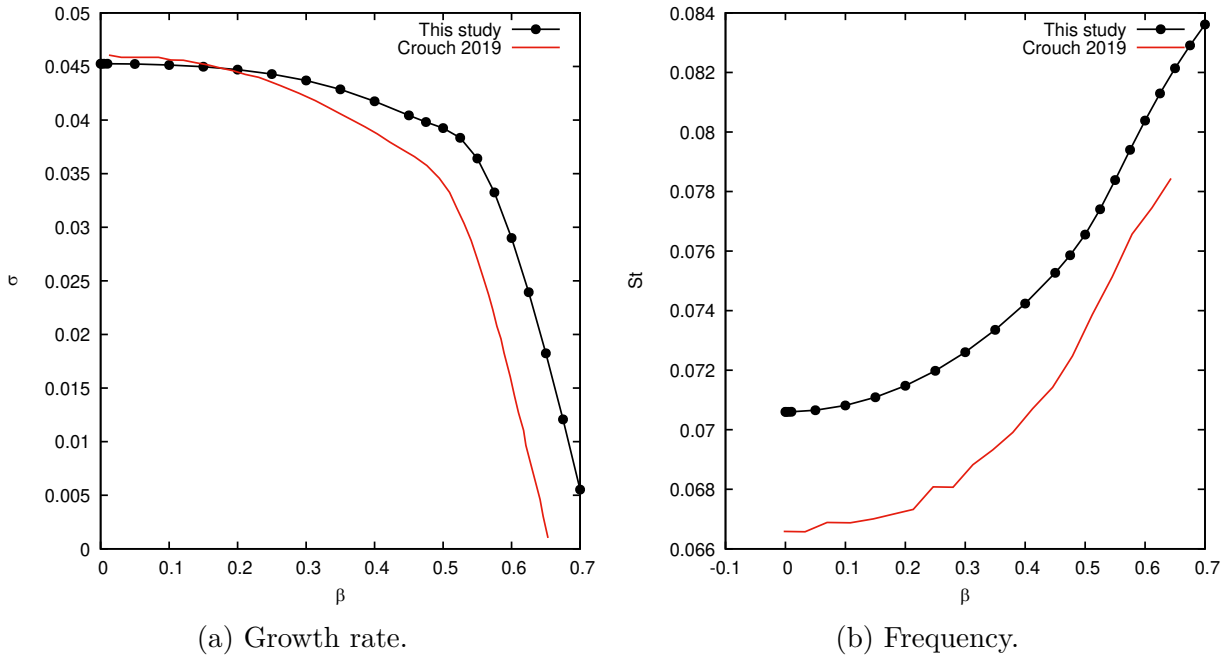 0.05
0.045
0.04
0.035
0.03
0.025
0.02
0.015
0.01
0.005
0
σ
0 0.1 0.2 0.3 0.4 0.5 0.6 0.7
β
This study
Crouch 2019
(a) Growth rate.
0.084
0.082
0.08
0.078
0.076
0.074
0.072
0.07
0.068
0.066
St
-0.1 0 0.1 0.2 0.3 0.4 0.5 0.6 0.7
β
This study
Crouch 2019
(b) Frequency.